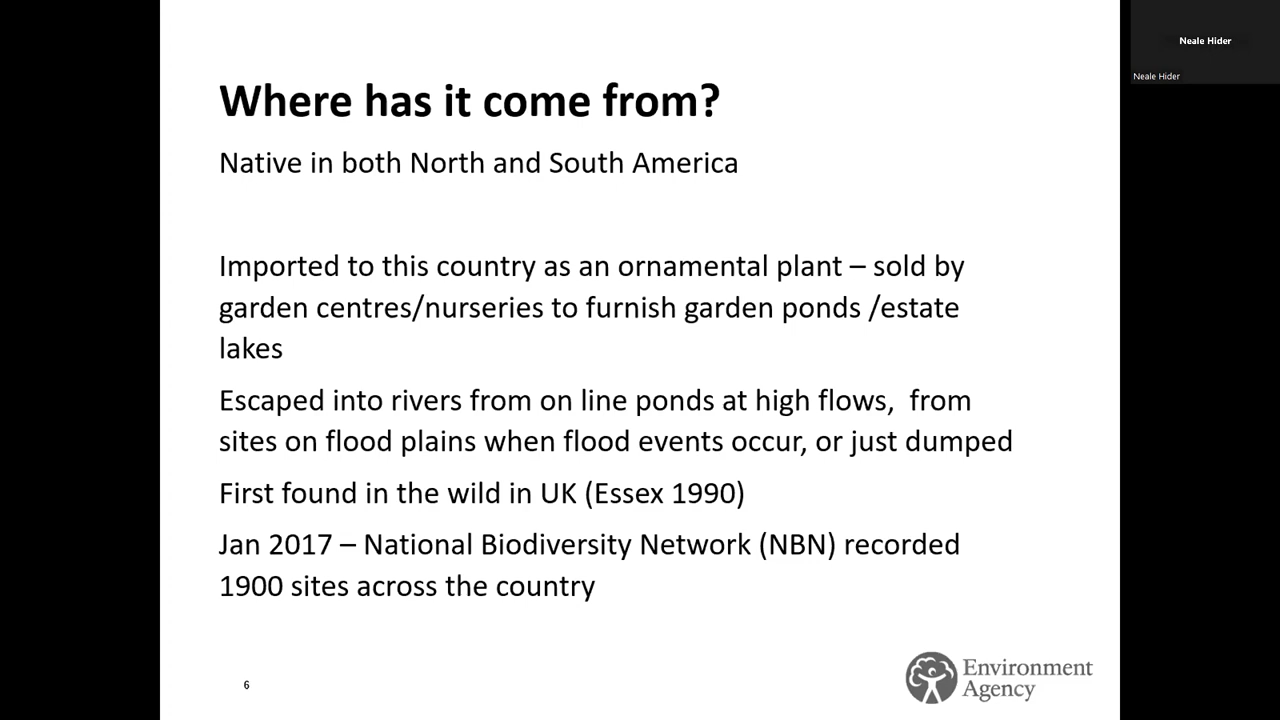 Neale Hider
Neale Hider
Where has it come from?
Native in both North and South America
Imported to this country as an ornamental plant – sold by
garden centres/nurseries to furnish garden ponds /estate
lakes
Escaped into rivers from on line ponds at high flows,  from
sites on flood plains when flood events occur, or just dumped
First found in the wild in UK (Essex 1990)
Jan 2017 – National Biodiversity Network (NBN) recorded
1900 sites across the country
6
Environment
Agency